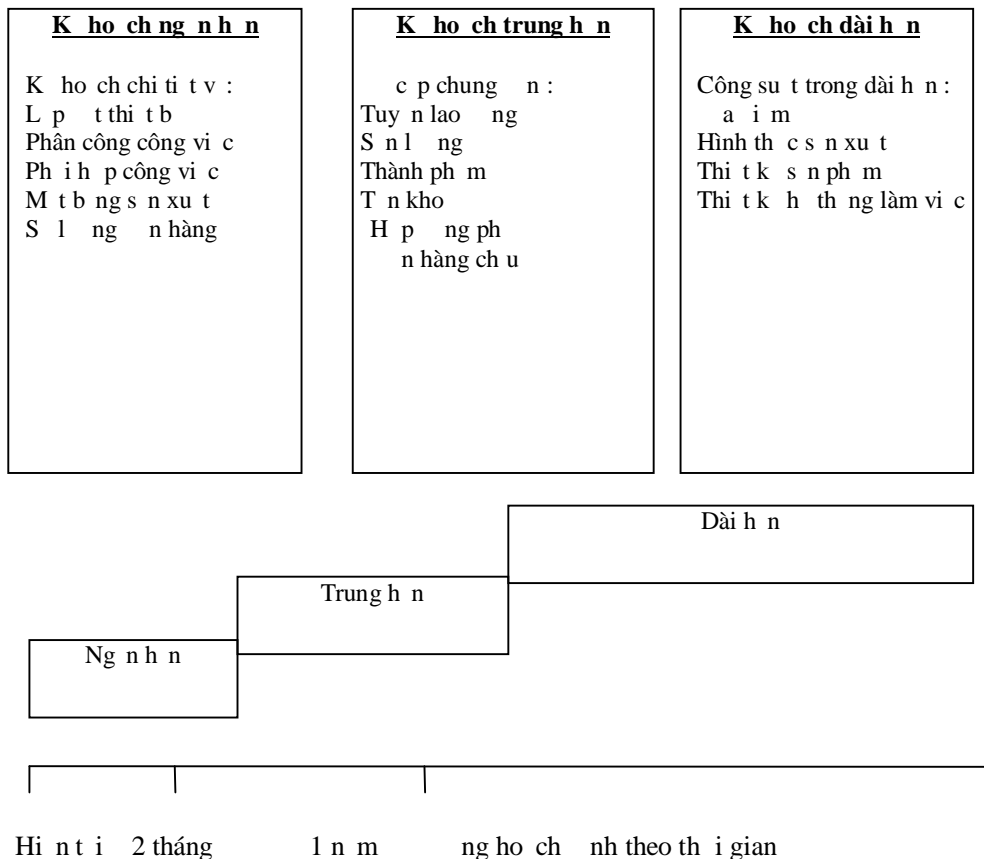 K ho ch ng n h n
K ho ch chi ti t v :
L p t thi t b
Phân công công vi c
Ph i h p công vi c
M t b ng s n xu t
S l ng n hàng
K ho ch trung h n
c p chung n :
Tuy n lao ng
S n l ng
Thành ph m
T n kho
H p ng ph
n hàng ch u
K ho ch dài h n
Công su t trong dài h n :
a i m
Hình th c s n xu t
Thi t k s n ph m
Thi t k h th ng làm vi c
Dài h n
Trung h n
Ng n h n
Hi n t i 2 tháng 1 n m ng ho ch nh theo th i gian